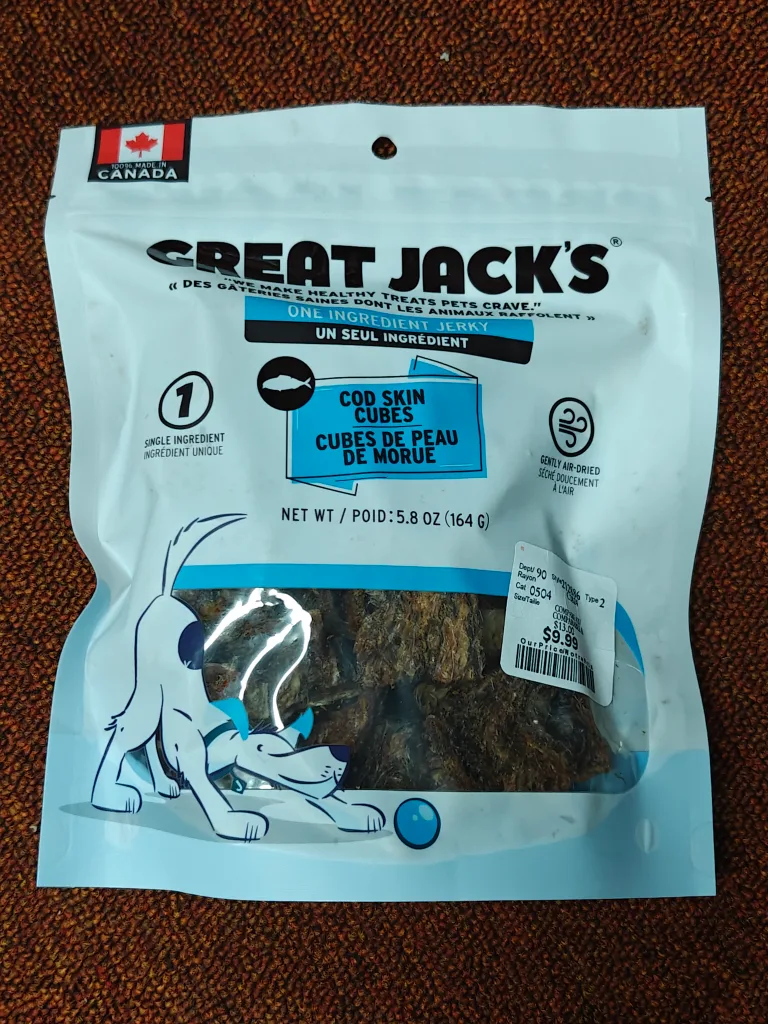 100% MADE IN
CANADA
GREAT JACK'S®
"WE MAKE HEALTHY TREATS PETS CRAVE."
« DES GÂTERIES SAINES DONT LES ANIMAUX RAFFOLENT »
ONE INGREDIENT JERKY
UN SEUL INGRÉDIENT
COD SKIN
CUBES
CUBES DE PEAU
DE MORUE
1
SINGLE INGREDIENT
INGRÉDIENT UNIQUE
GENTLY AIR-DRIED
SÉCHÉ DOUCEMENT
À L'AIR
NET WT / POID: 5.8 OZ (164 G)
Dept/ 90
Rayon
Type 2
Cat 0504
Size/Taille
$9.99